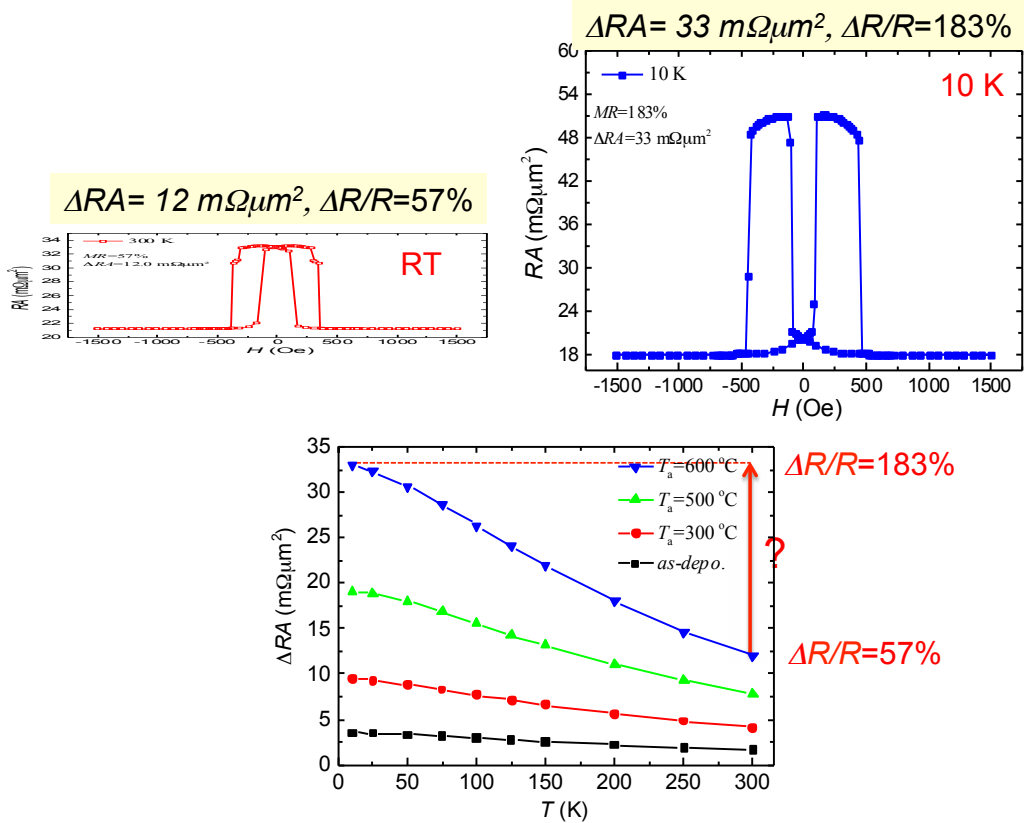 ΔRA= 33 mΩμm², ΔR/R=183%
60
54
48
42
36
30
24
18
RA (mΩμm²)
10 K
10 K
MR=183%
ΔRA=33 mΩμm²
-1500 -1000 -500 0 500 1000 1500
H (Oe)
ΔRA= 12 mΩμm², ΔR/R=57%
34
32
30
28
26
24
22
20
RA (mΩμm²)
300 K
MR=57%
ΔRA=12.0 mΩμm²
RT
-1500 -1000 -500 0 500 1000 1500
H (Oe)
35
30
25
20
15
10
5
0
ΔRA (mΩμm²)
Tₐ=600 °C
Tₐ=500 °C
Tₐ=300 °C
as-depo.
0 50 100 150 200 250 300
T (K)
ΔR/R=183%
?
ΔR/R=57%